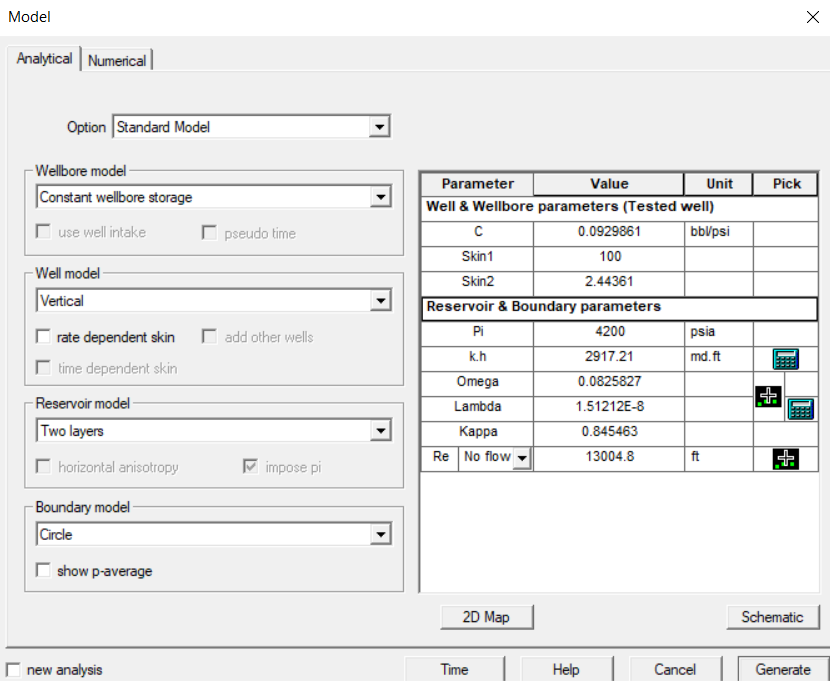 Model
Analytical
Numerical
Option Standard Model
Wellbore model
Constant wellbore storage
use well intake pseudo time
Well model
Vertical
rate dependent skin add other wells
time dependent skin
Reservoir model
Two layers
horizontal anisotropy impose pi
Boundary model
Circle
show p-average
Parameter Value Unit Pick
Well & Wellbore parameters (Tested well)
C 0.0929861 bbl/psi
Skin1 100
Skin2 2.44361
Reservoir & Boundary parameters
Pi 4200 psia
k.h 2917.21 md.ft
Omega 0.0825827
Lambda 1.51212E-8
Kappa 0.845463
Re No flow 13004.8 ft
2D Map Schematic
new analysis Time Help Cancel Generate